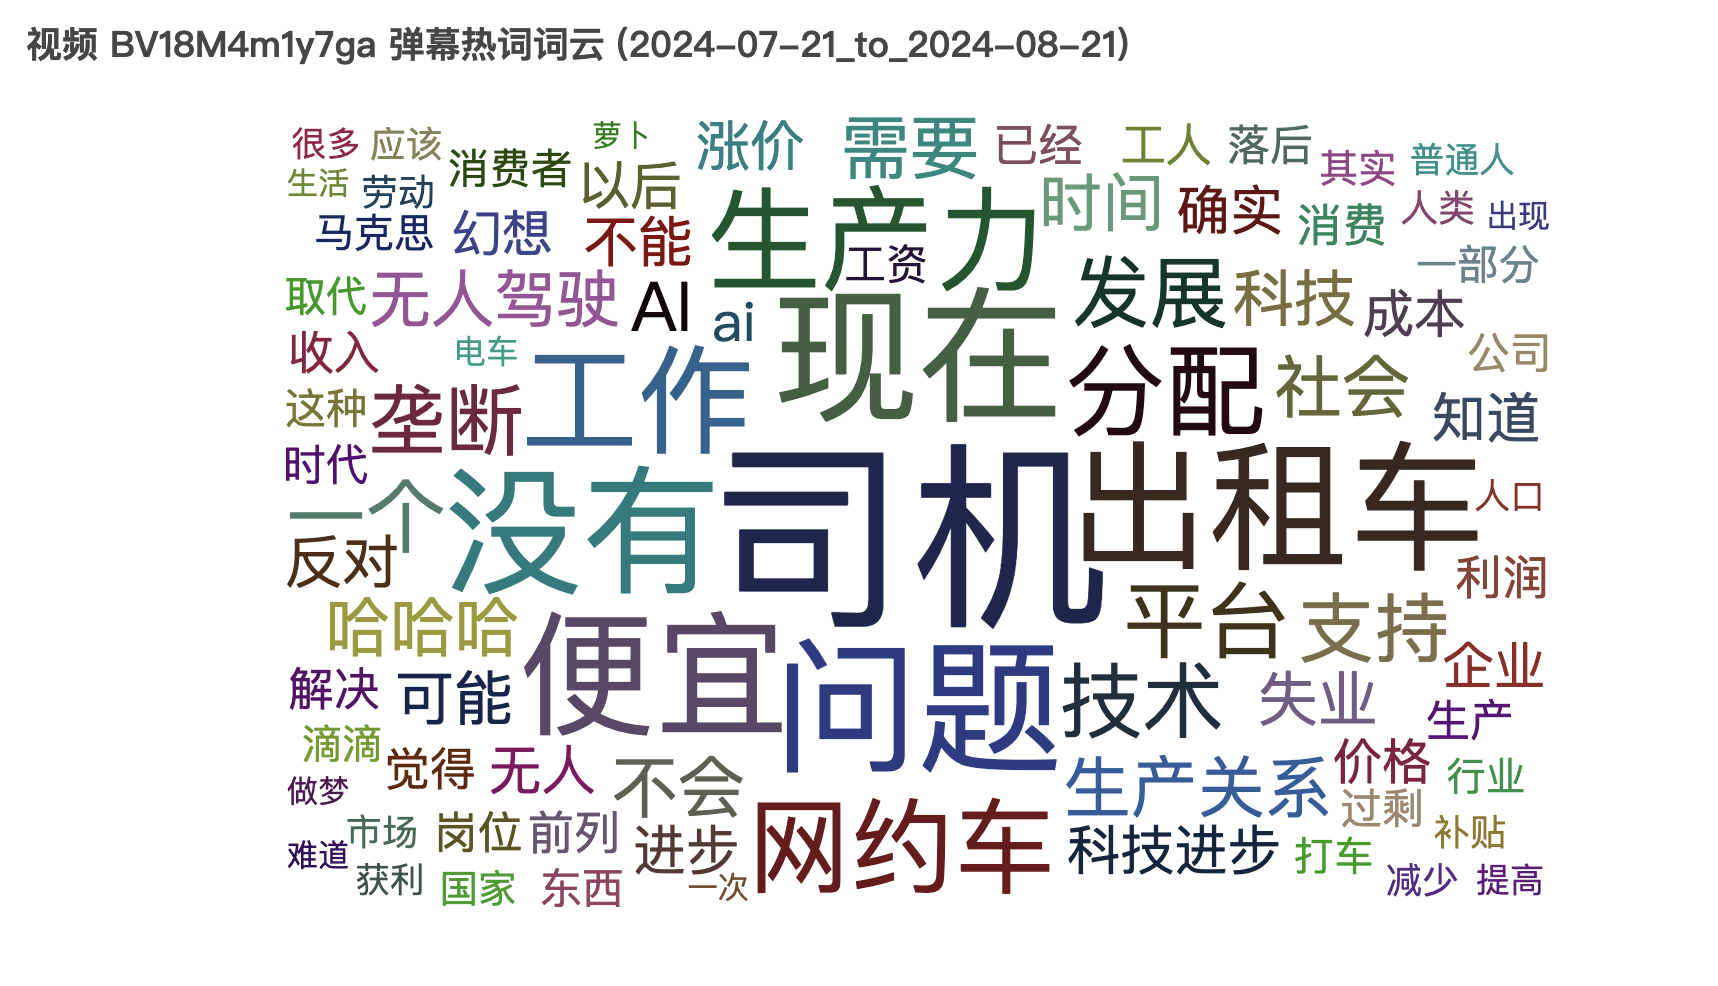 视频 BV18M4m1y7ga 弹幕热词词云 (2024-07-21_to_2024-08-21)
很多 应该 萝卜 涨价 需要 已经 工人 落后 其实 普通人
生活 劳动 消费者 以后 时间 确实 消费 人类 出现
马克思 幻想 不能 生产力 工资 一部分
取代 无人驾驶 AI ai 现在 发展 科技 成本
收入 电车 工作 分配 社会 公司
这种 垄断 知道
时代 一个 没有 司机 出租车 人口
反对 利润
哈哈哈 便宜 问题 平台 支持 企业
解决 可能 技术 失业 生产
滴滴 觉得 无人 不会 生产关系 价格 行业
做梦 市场 岗位 前列 进步 网约车 科技进步 过剩 打车 补贴
难道 获利 国家 东西 一次 减少 提高